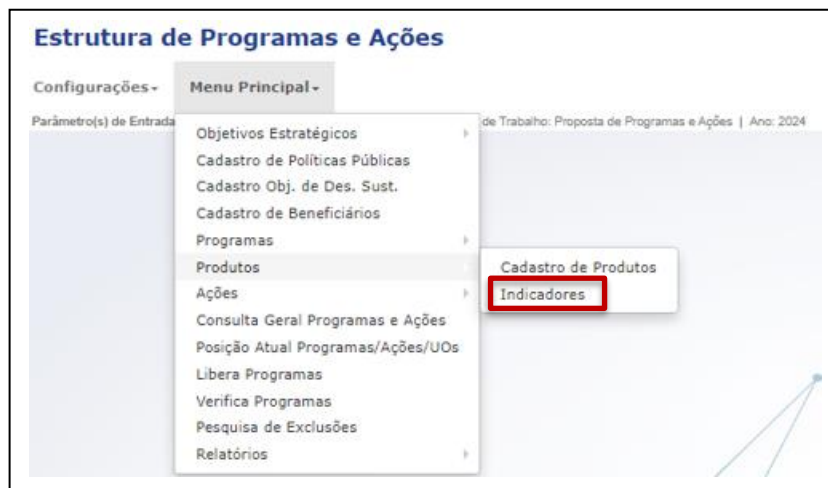 Estrutura de Programas e Ações
Configurações Menu Principal
Parâmetro(s) de Entrada de Trabalho: Proposta de Programas e Ações | Ano: 2024
Objetivos Estratégicos
Cadastro de Políticas Públicas
Cadastro Obj. de Des. Sust.
Cadastro de Beneficiários
Programas
Produtos
Cadastro de Produtos
Ações
Indicadores
Consulta Geral Programas e Ações
Posição Atual Programas/Ações/UOs
Libera Programas
Verifica Programas
Pesquisa de Exclusões
Relatórios